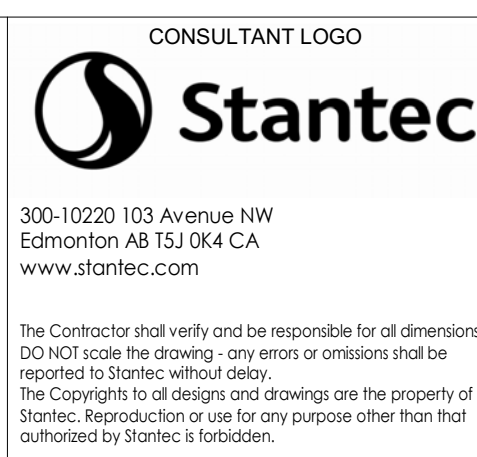 CONSULTANT LOGO
Stantec
300-10220 103 Avenue NW
Edmonton AB T5J 0K4 CA
www.stantec.com
The Contractor shall verify and be responsible for all dimensions
DO NOT scale the drawing - any errors or omissions shall be
reported to Stantec without delay.
The Copyrights to all designs and drawings are the property of
Stantec. Reproduction or use for any purpose other than that
authorized by Stantec is forbidden.